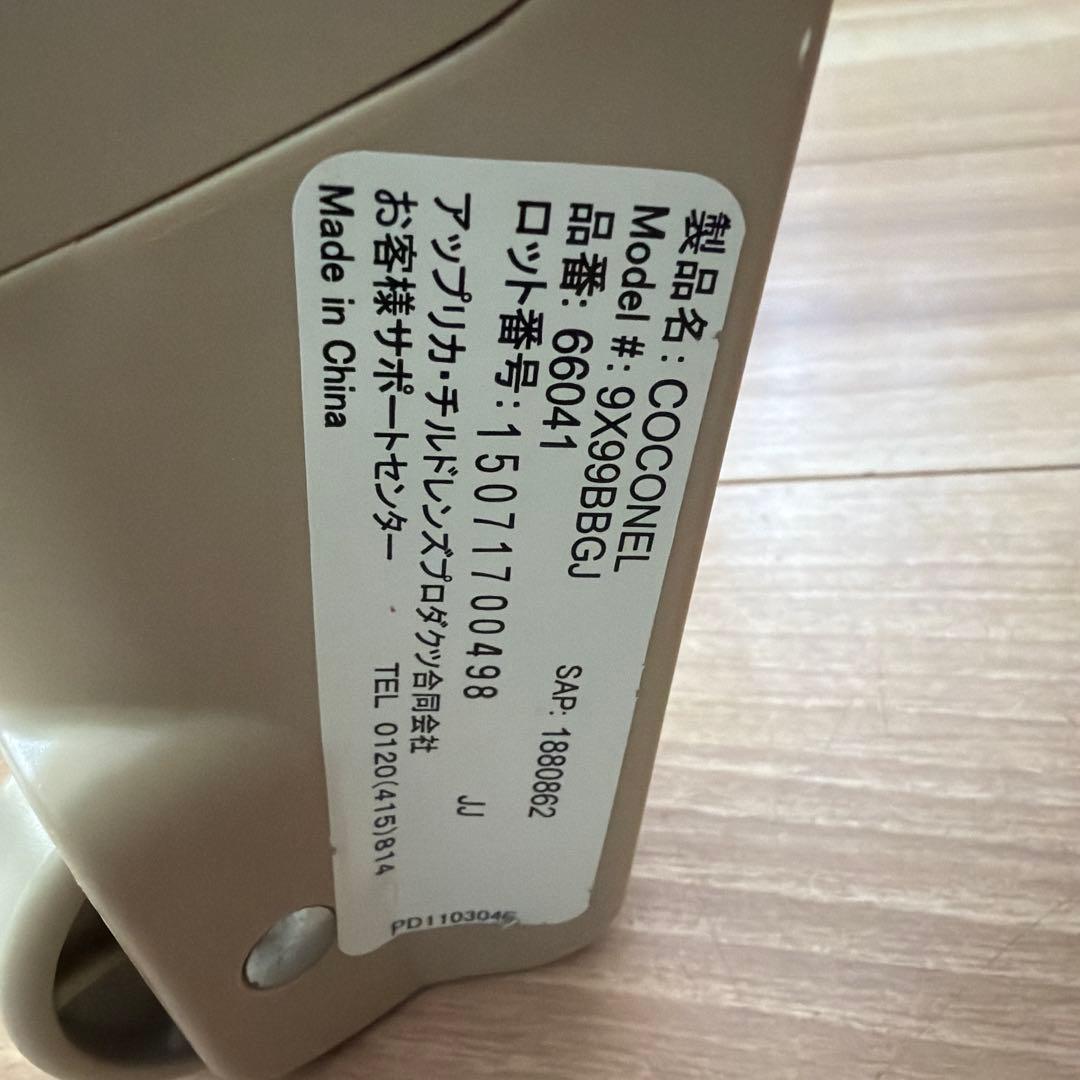 製品名: COCONEL
Model #: 9X99BBGJ
品番: 66041 SAP: 1880862
ロット番号: 15071700498 JJ
アップリカ・チルドレンズプロダクツ合同会社
お客様サポートセンター TEL 0120(415)814
Made in China
PD1103045